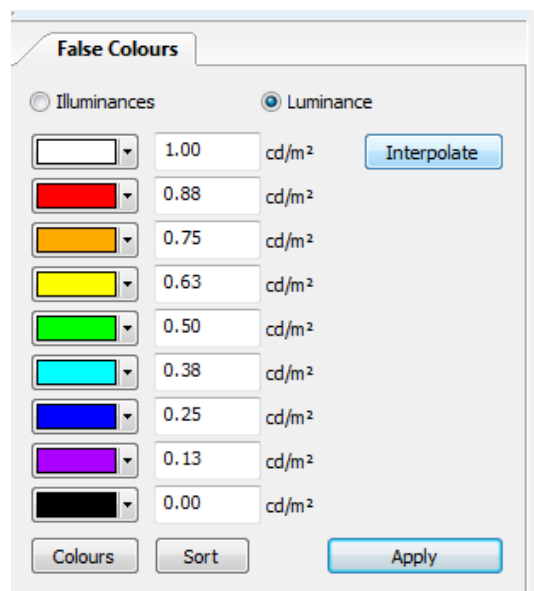 False Colours
Illuminances Luminance
1.00 cd/m² Interpolate
0.88 cd/m²
0.75 cd/m²
0.63 cd/m²
0.50 cd/m²
0.38 cd/m²
0.25 cd/m²
0.13 cd/m²
0.00 cd/m²
Colours Sort Apply